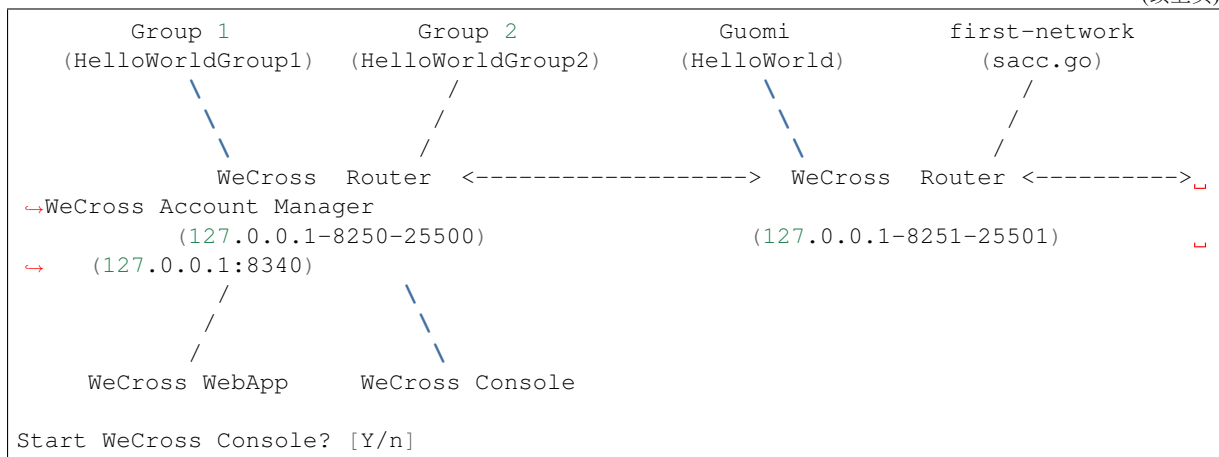 Group 1             Group 2              Guomi           first-network
   (HelloWorldGroup1)  (HelloWorldGroup2)     (HelloWorld)         (sacc.go)
            \                 /                     \                 /
             \               /                       \               /
              \             /                         \             /
              WeCross  Router  <------------------->  WeCross  Router <---------->␣
↪WeCross Account Manager
           (127.0.0.1-8250-25500)                  (127.0.0.1-8251-25501)         ␣
↪    (127.0.0.1:8340)
              /            \
             /              \
            /                \
     WeCross WebApp     WeCross Console

Start WeCross Console? [Y/n]